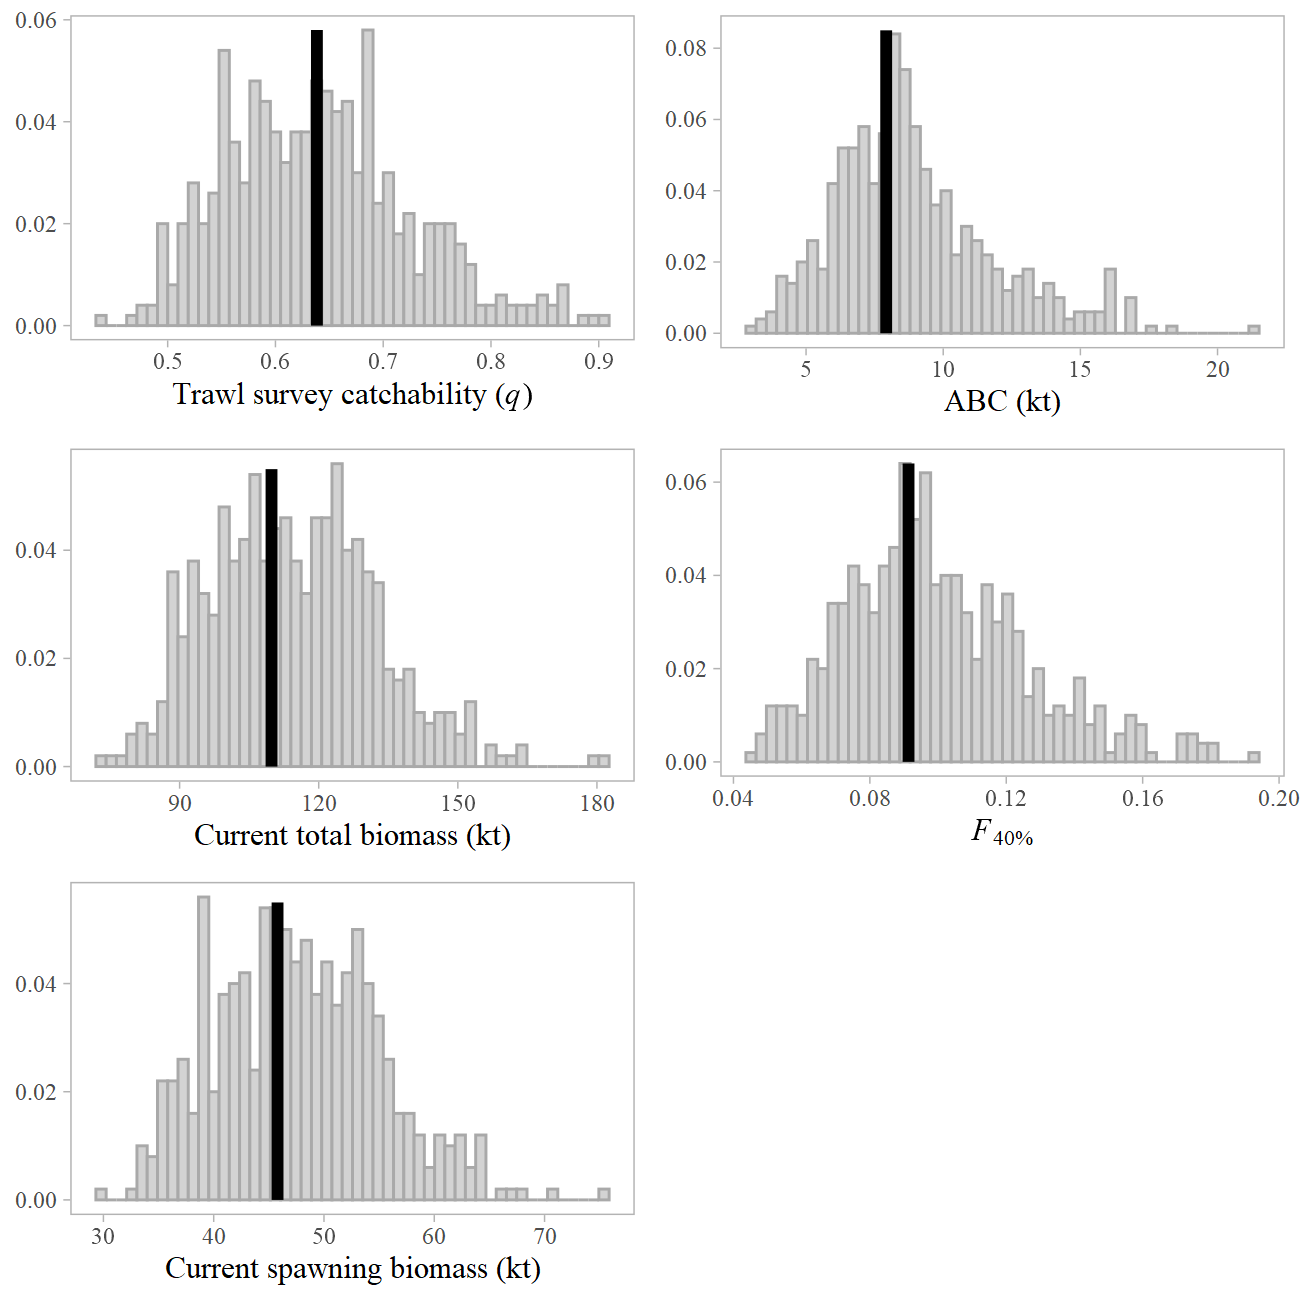 0.06
0.04
0.02
0.00
0.5 0.6 0.7 0.8 0.9
Trawl survey catchability (q)
0.08
0.06
0.04
0.02
0.00
5 10 15 20
ABC (kt)
0.04
0.02
0.00
90 120 150 180
Current total biomass (kt)
0.06
0.04
0.02
0.00
0.04 0.08 0.12 0.16 0.20
F40%
0.04
0.02
0.00
30 40 50 60 70
Current spawning biomass (kt)